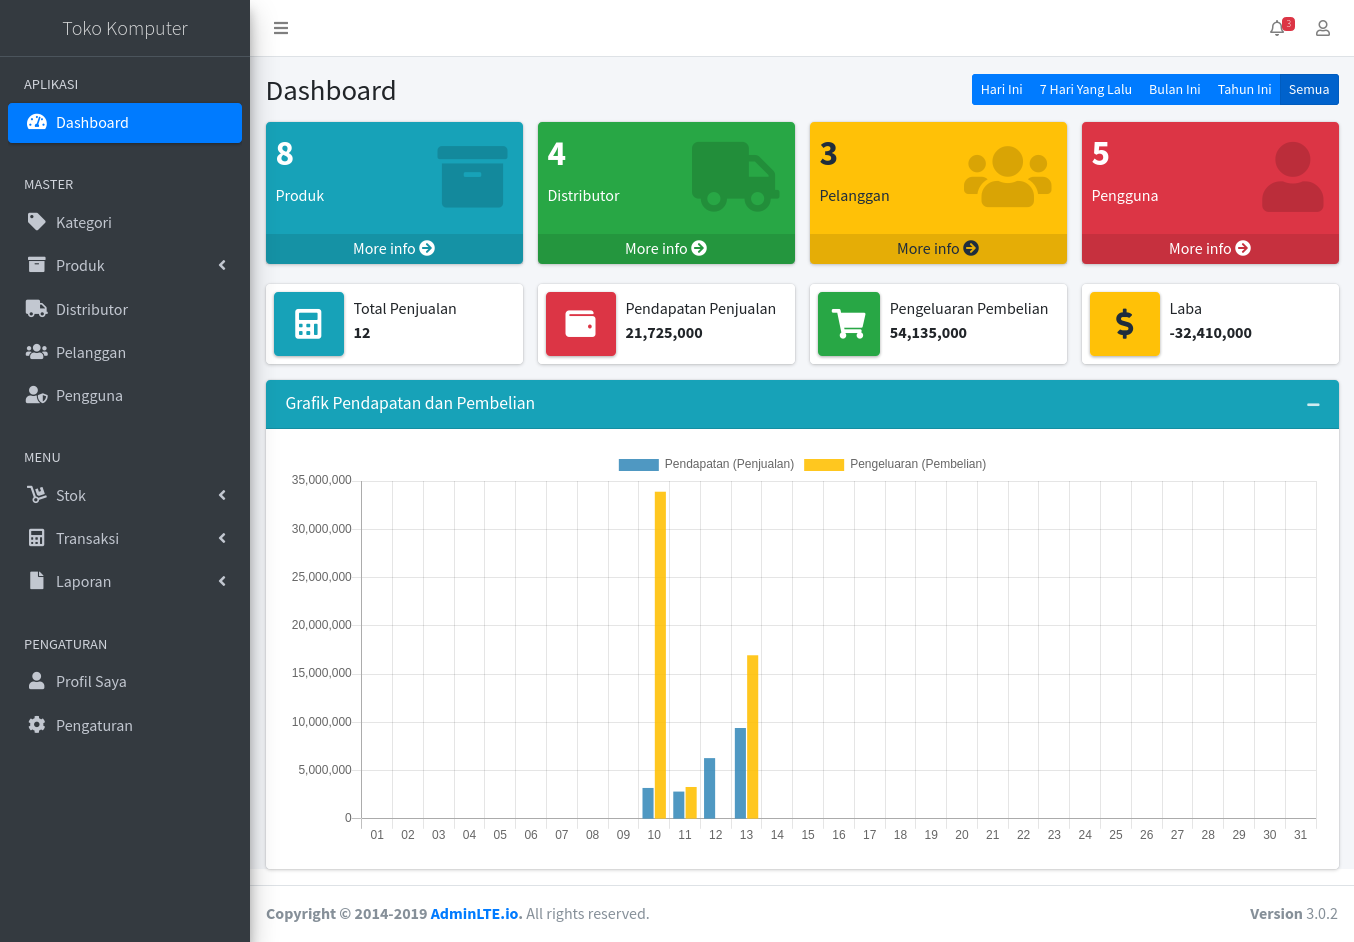 Toko Komputer
3
APLIKASI
Dashboard
MASTER
Kategori
Produk
Distributor
Pelanggan
Pengguna
MENU
Stok
Transaksi
Laporan
PENGATURAN
Profil Saya
Pengaturan
Dashboard
Hari Ini 7 Hari Yang Lalu Bulan Ini Tahun Ini Semua
8
Produk
More info
4
Distributor
More info
3
Pelanggan
More info
5
Pengguna
More info
Total Penjualan
12
Pendapatan Penjualan
21,725,000
Pengeluaran Pembelian
54,135,000
Laba
-32,410,000
Grafik Pendapatan dan Pembelian
Pendapatan (Penjualan) Pengeluaran (Pembelian)
35,000,000
30,000,000
25,000,000
20,000,000
15,000,000
10,000,000
5,000,000
0
01 02 03 04 05 06 07 08 09 10 11 12 13 14 15 16 17 18 19 20 21 22 23 24 25 26 27 28 29 30 31
Copyright © 2014-2019 AdminLTE.io. All rights reserved.
Version 3.0.2